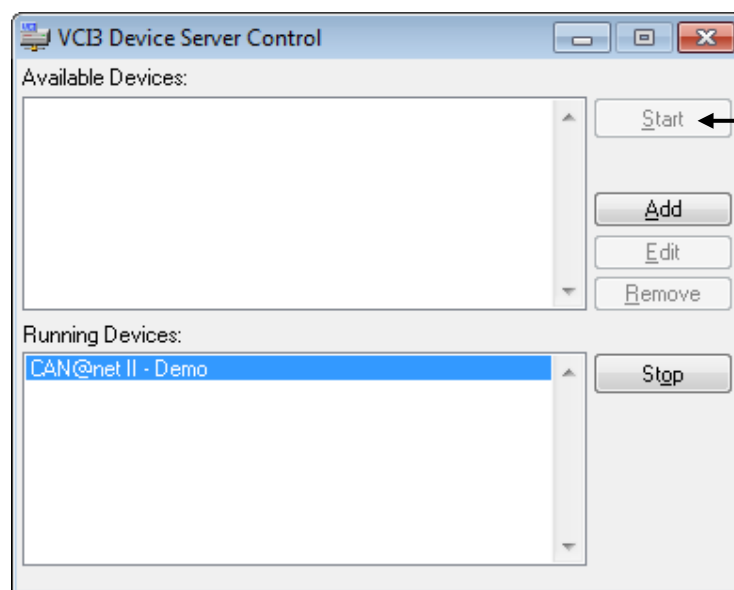 VCI3 Device Server Control
Available Devices:
Start
Add
Edit
Remove
Running Devices:
CAN@net II - Demo
Stop